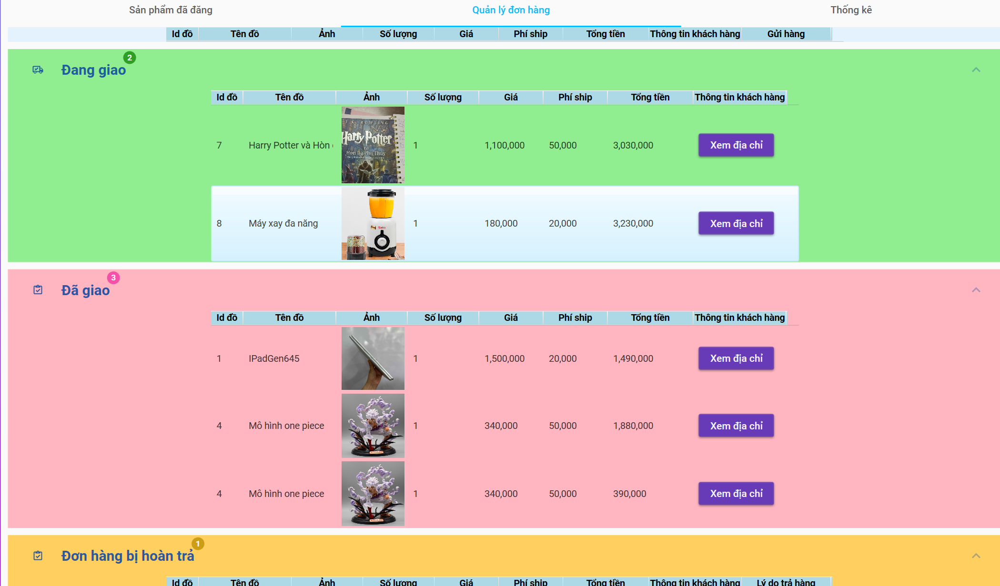 Sản phẩm đã đăng Quản lý đơn hàng Thống kê
Id đồ Tên đồ Ảnh Số lượng Giá Phí ship Tổng tiền Thông tin khách hàng Gửi hàng
Đang giao 2
Id đồ Tên đồ Ảnh Số lượng Giá Phí ship Tổng tiền Thông tin khách hàng
J.K. ROWLING
Harry Potter
và
Hòn Đá Phù Thuỷ
7 Harry Potter và Hòn 1 1,100,000 50,000 3,030,000 Xem địa chỉ
Sato
8 Máy xay đa năng 1 180,000 20,000 3,230,000 Xem địa chỉ
Đã giao 3
Id đồ Tên đồ Ảnh Số lượng Giá Phí ship Tổng tiền Thông tin khách hàng
1 IPadGen645 1 1,500,000 20,000 1,490,000 Xem địa chỉ
4 Mô hình one piece 1 340,000 50,000 1,880,000 Xem địa chỉ
4 Mô hình one piece 1 340,000 50,000 390,000 Xem địa chỉ
Đơn hàng bị hoàn trả 1
Id đồ Tên đồ Ảnh Số lượng Giá Phí ship Tổng tiền Thông tin khách hàng Lý do trả hàng